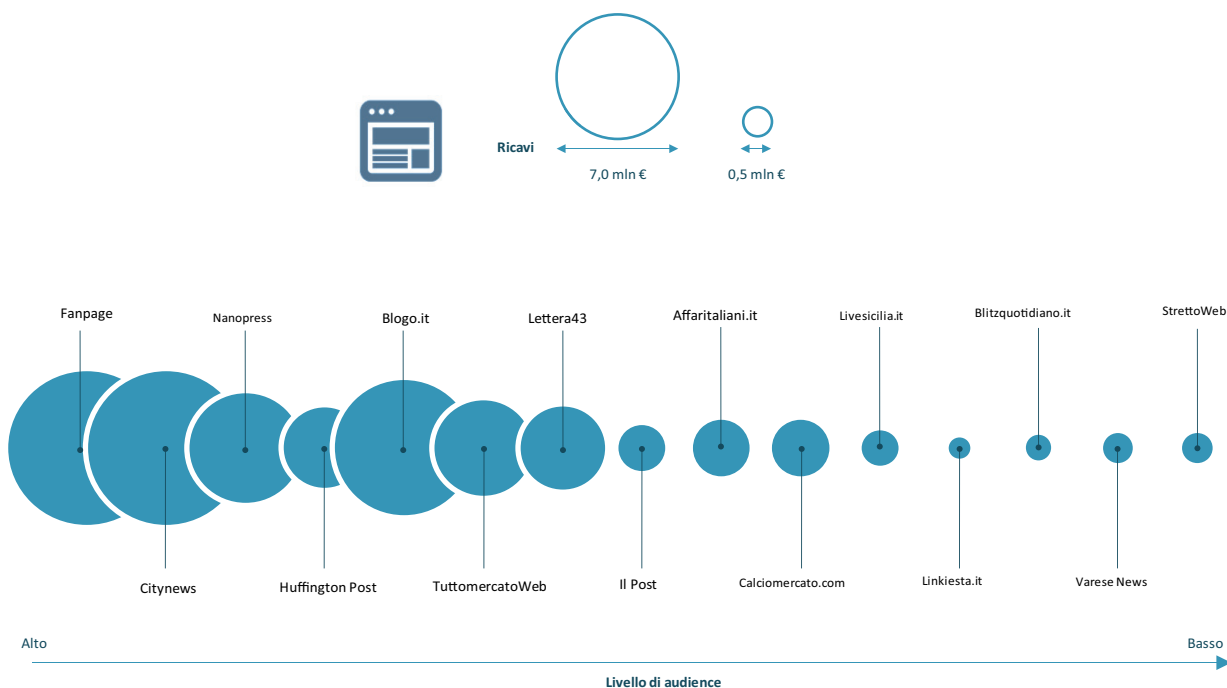 Ricavi
7,0 mln €
0,5 mln €
Fanpage
Nanopress
Blogo.it
Lettera43
Affaritaliani.it
Livesicilia.it
Blitzquotidiano.it
StrettoWeb
Citynews
Huffington Post
TuttomercatoWeb
Il Post
Calciomercato.com
Linkiesta.it
Varese News
Alto
Basso
Livello di audience